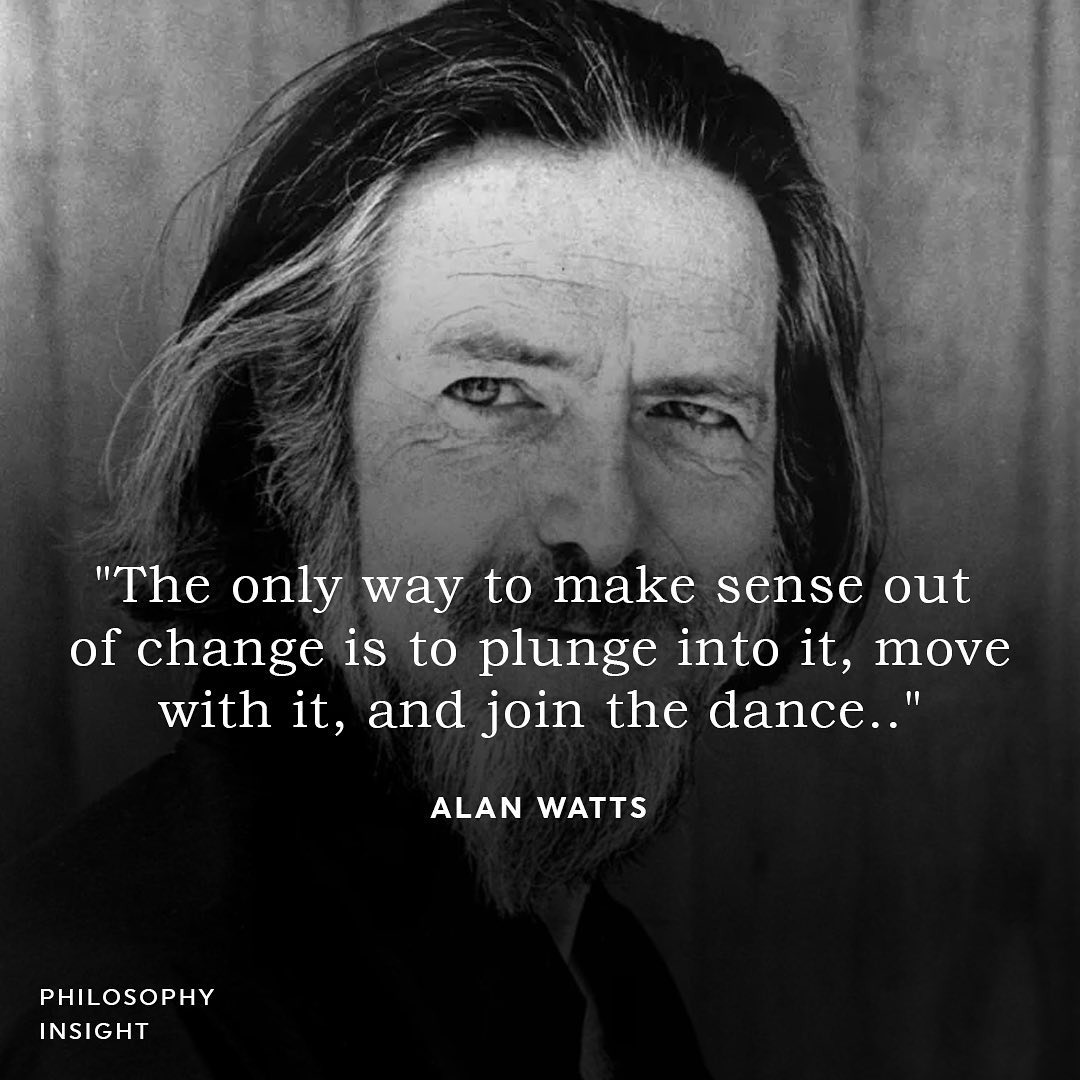 "The only way to make sense out
of change is to plunge into it, move
with it, and join the dance.."
ALAN WATTS
PHILOSOPHY
INSIGHT